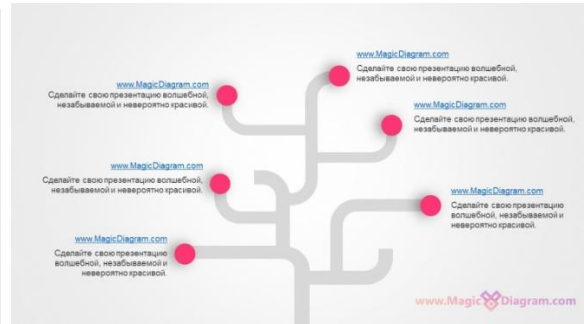 www.MagicDiagram.com
Сделайте свою презентацию волшебной,
незабываемой и невероятно красивой.
www.MagicDiagram.com
Сделайте свою презентацию волшебной,
незабываемой и невероятно красивой.
www.MagicDiagram.com
Сделайте свою презентацию
волшебной, незабываемой и
невероятно красивой.
www.MagicDiagram.com
Сделайте свою презентацию волшебной,
незабываемой и невероятно красивой.
www.MagicDiagram.com
Сделайте свою презентацию волшебной,
незабываемой и невероятно красивой.
www.MagicDiagram.com
Сделайте свою презентацию
волшебной, незабываемой и
невероятно красивой.
www.MagicDiagram.com